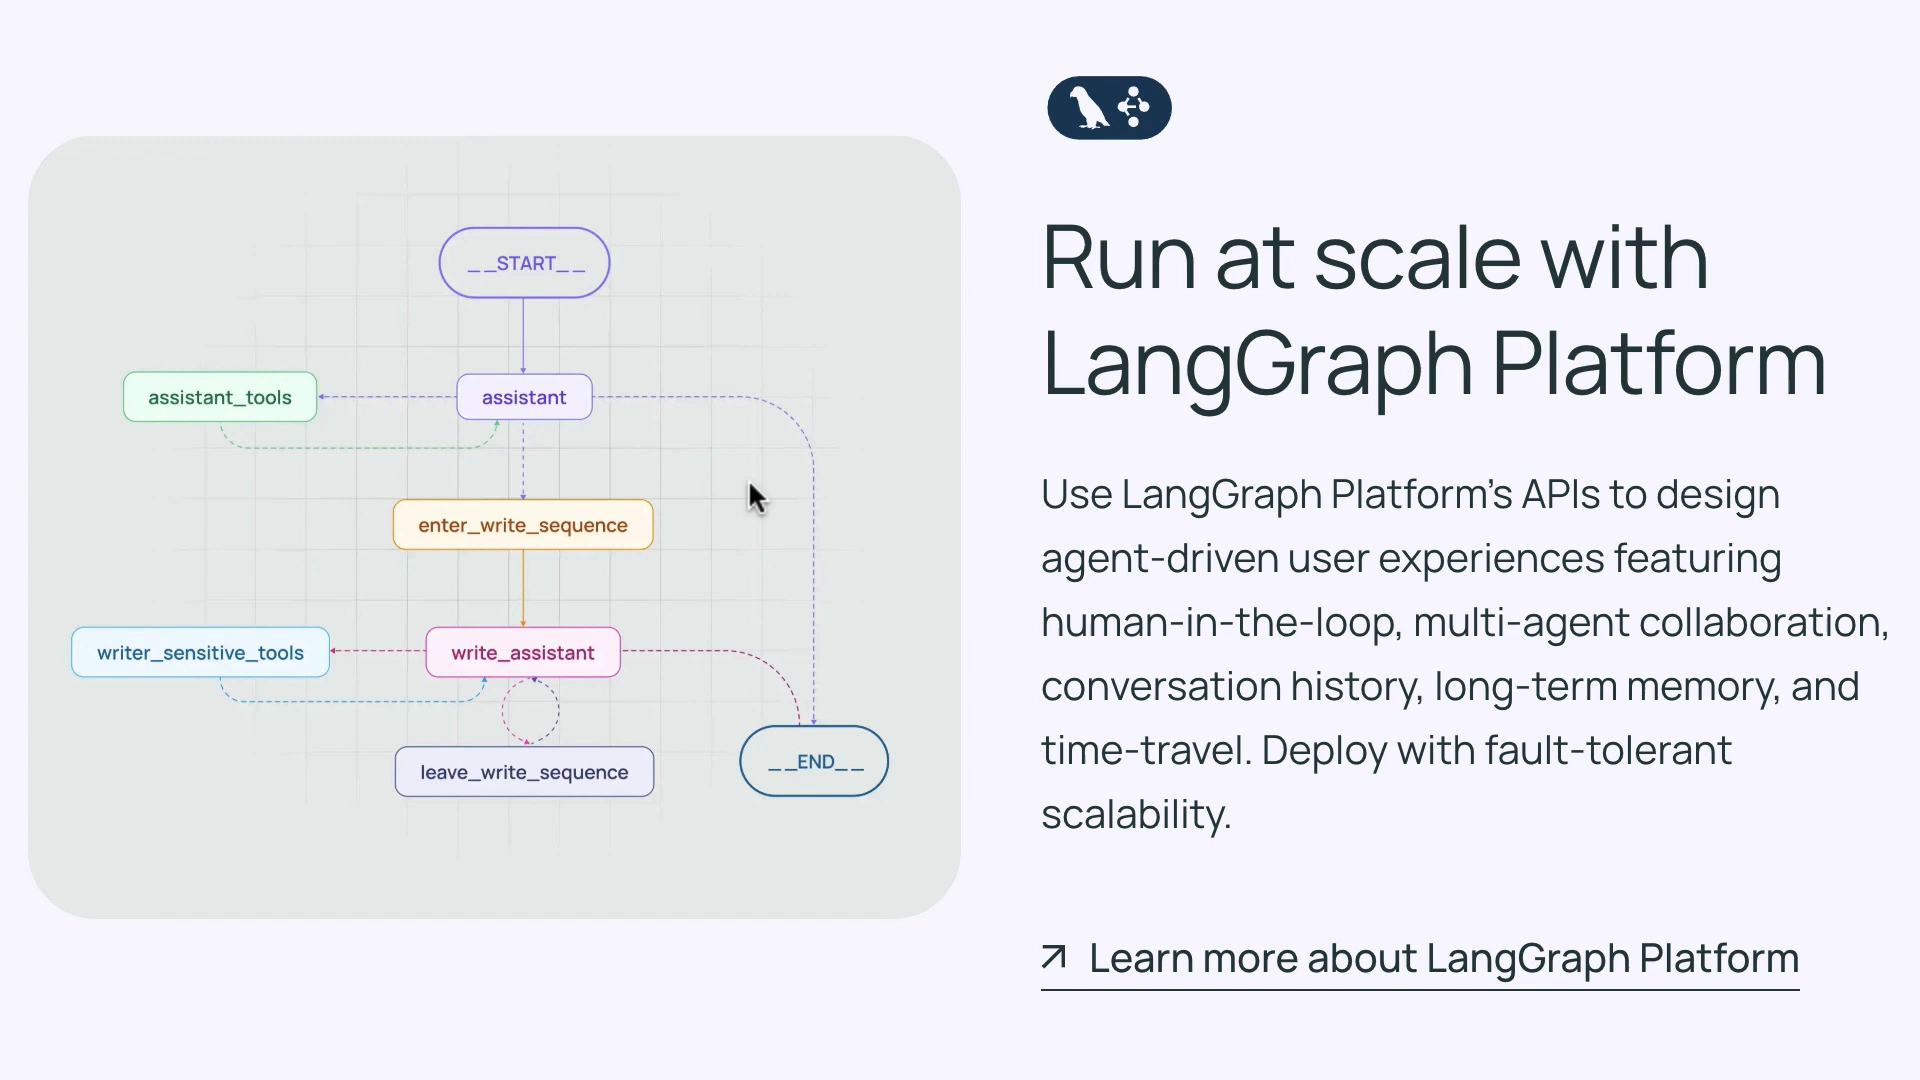 __START__
assistant_tools
assistant
enter_write_sequence
writer_sensitive_tools
write_assistant
leave_write_sequence
__END__
Run at scale with
LangGraph Platform
Use LangGraph Platform’s APIs to design
agent-driven user experiences featuring
human-in-the-loop, multi-agent collaboration,
conversation history, long-term memory, and
time-travel. Deploy with fault-tolerant
scalability.
Learn more about LangGraph Platform